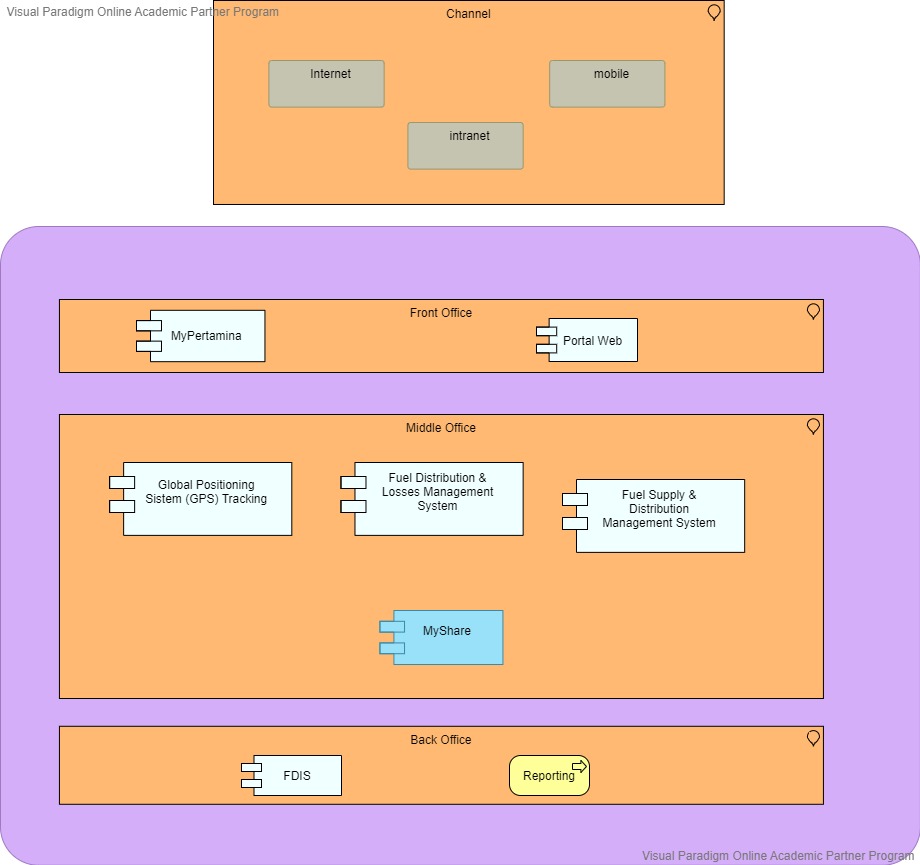 Visual Paradigm Online Academic Partner Program
Channel
Internet
mobile
intranet
Front Office
MyPertamina
Portal Web
Middle Office
Global Positioning
Sistem (GPS) Tracking
Fuel Distribution &
Losses Management
System
Fuel Supply &
Distribution
Management System
MyShare
Back Office
FDIS
Reporting
Visual Paradigm Online Academic Partner Program